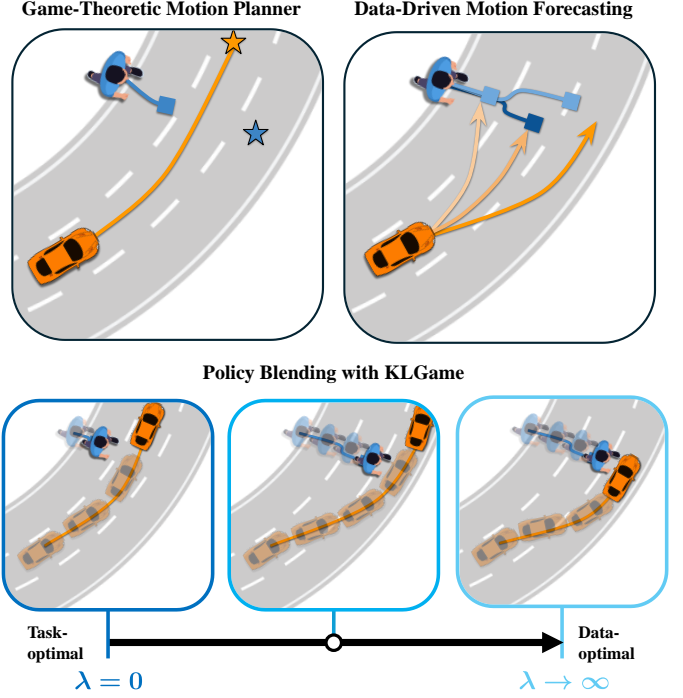 Game-Theoretic Motion Planner
Data-Driven Motion Forecasting
Policy Blending with KLGame
Task-
optimal
Data-
optimal
λ = 0
λ → ∞